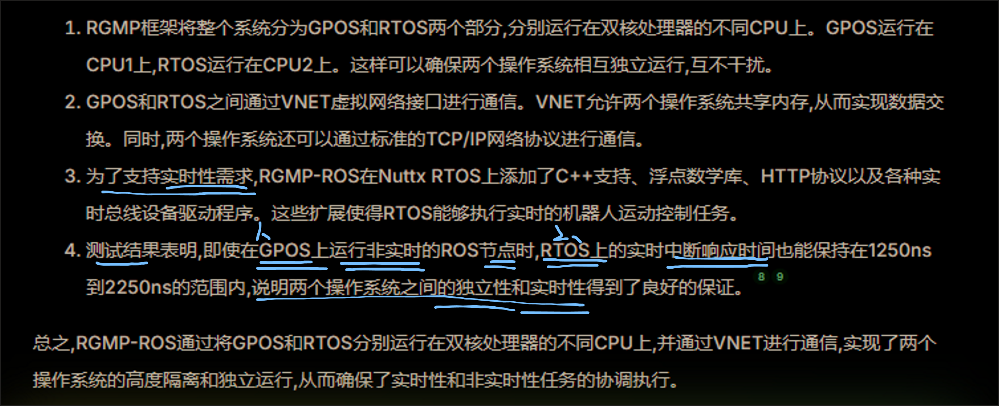 1. RGMP框架将整个系统分为GPOS和RTOS两个部分,分别运行在双核处理器的不同CPU上。GPOS运行在
CPU1上,RTOS运行在CPU2上。这样可以确保两个操作系统相互独立运行,互不干扰。
2. GPOS和RTOS之间通过VNET虚拟网络接口进行通信。VNET允许两个操作系统共享内存,从而实现数据交
换。同时,两个操作系统还可以通过标准的TCP/IP网络协议进行通信。
3. 为了支持实时性需求,RGMP-ROS在Nuttx RTOS上添加了C++支持、浮点数学库、HTTP协议以及各种实
时总线设备驱动程序。这些扩展使得RTOS能够执行实时的机器人运动控制任务。
4. 测试结果表明,即使在GPOS上运行非实时的ROS节点时,RTOS上的实时中断响应时间也能保持在1250ns
到2250ns的范围内,说明两个操作系统之间的独立性和实时性得到了良好的保证。 8 9
总之,RGMP-ROS通过将GPOS和RTOS分别运行在双核处理器的不同CPU上,并通过VNET进行通信,实现了两个
操作系统的高度隔离和独立运行,从而确保了实时性和非实时性任务的协调执行。